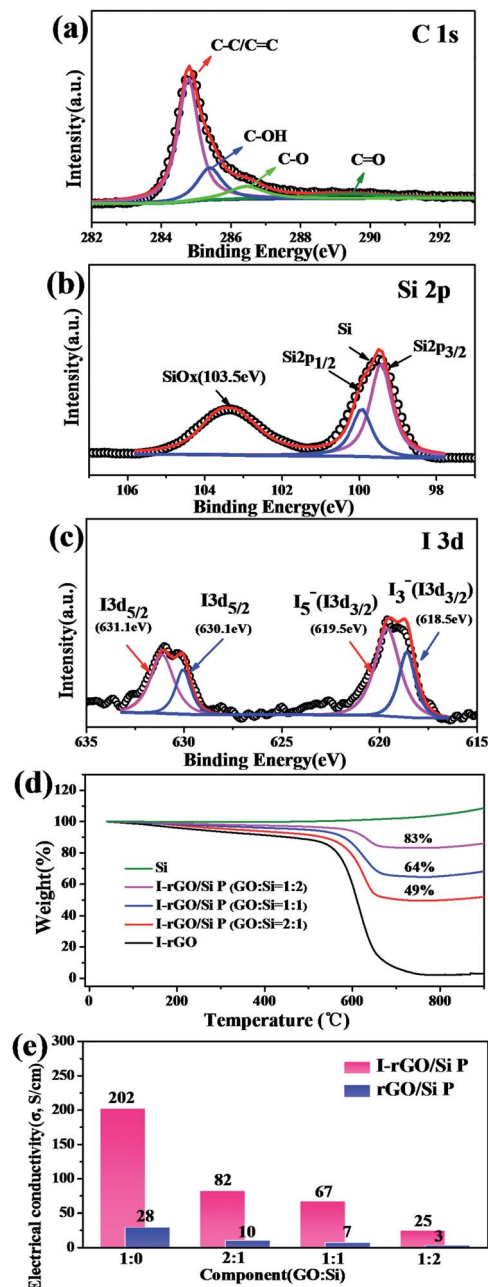 (a)
C 1s
C-C/C=C
C-OH
C-O
C=O
Intensity(a.u.)
282 284 286 288 290 292
Binding Energy(eV)
(b)
Si 2p
Si
Si2p1/2
Si2p3/2
SiOx(103.5eV)
Intensity(a.u.)
106 104 102 100 98
Binding Energy(eV)
(c)
I 3d
I3d5/2
(631.1eV)
I3d5/2
(630.1eV)
I5⁻(I3d3/2)
(619.5eV)
I3⁻(I3d3/2)
(618.5eV)
Intensity(a.u.)
635 630 625 620 615
Binding Energy(eV)
(d)
120
100
80
60
40
20
0
Weight(%)
83%
64%
49%
Si
I-rGO/Si P (GO:Si=1:2)
I-rGO/Si P (GO:Si=1:1)
I-rGO/Si P (GO:Si=2:1)
I-rGO
0 200 400 600 800
Temperature (℃)
(e)
300
250
200
150
100
50
0
Electrical conductivity(σ, S/cm)
I-rGO/Si P
rGO/Si P
202
28
82
10
67
7
25
3
1:0 2:1 1:1 1:2
Component(GO:Si)